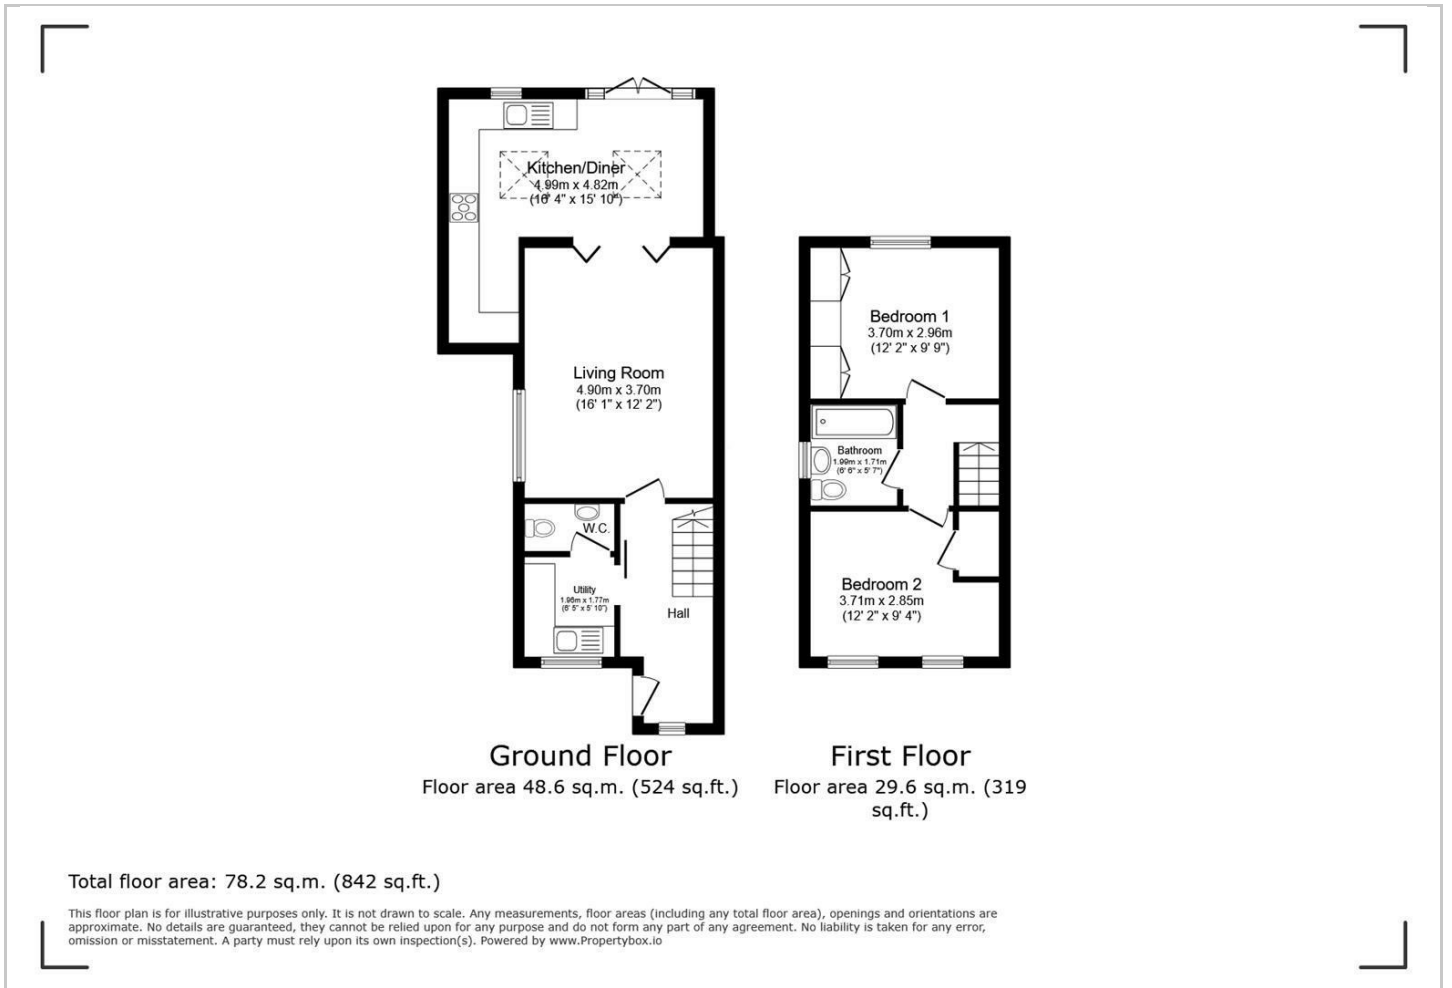 Kitchen/Diner
4.99m x 4.82m
(16' 4" x 15' 10")
Living Room
4.90m x 3.70m
(16' 1" x 12' 2")
W.C.
Utility
1.96m x 1.77m
(6' 5" x 5' 10")
Hall
Bedroom 1
3.70m x 2.96m
(12' 2" x 9' 9")
Bathroom
1.99m x 1.71m
(6' 6" x 5' 7")
Bedroom 2
3.71m x 2.85m
(12' 2" x 9' 4")
Ground Floor
Floor area 48.6 sq.m. (524 sq.ft.)
First Floor
Floor area 29.6 sq.m. (319
sq.ft.)
Total floor area: 78.2 sq.m. (842 sq.ft.)
This floor plan is for illustrative purposes only. It is not drawn to scale. Any measurements, floor areas (including any total floor area), openings and orientations are
approximate. No details are guaranteed, they cannot be relied upon for any purpose and do not form any part of any agreement. No liability is taken for any error,
omission or misstatement. A party must rely upon its own inspection(s). Powered by www.Propertybox.io